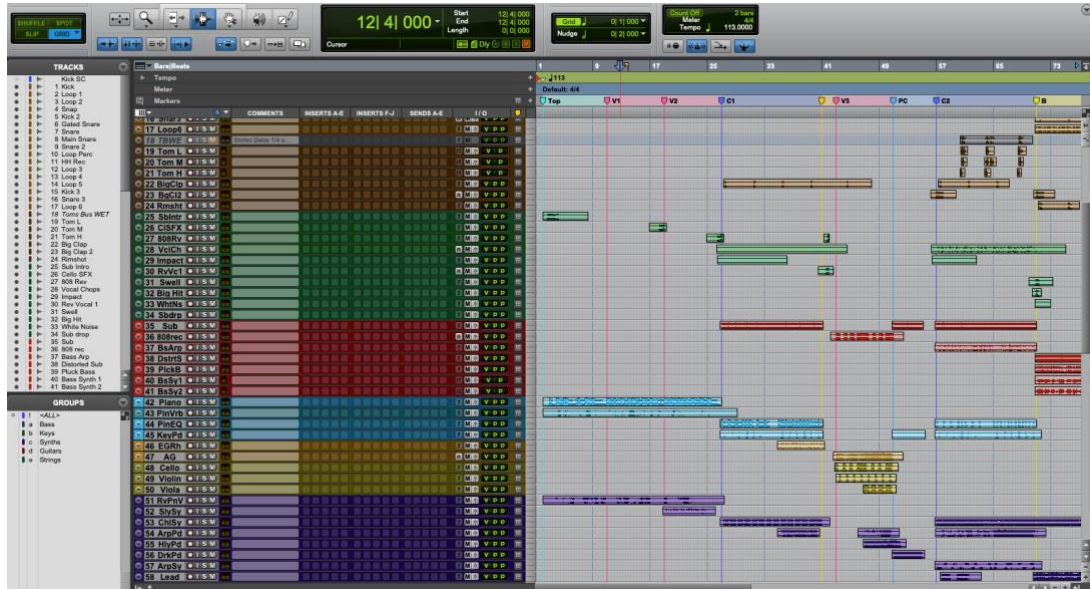 SHUFFLE SPOT
SLIP GRID
12| 4| 000
Start 12| 4| 000
End 12| 4| 000
Length 0| 0| 000
Cursor
Dly
Grid 0| 1| 000
Nudge 0| 2| 000
Count Off 2 bars
Meter 4/4
Tempo 113.0000
TRACKS
Kick SC
1 Kick
2 Loop 1
3 Loop 2
4 Snap
5 Kick 2
6 Gated Snare
7 Snare
8 Main Snare
9 Snare 2
10 Loop Perc
11 HH Rec
12 Loop 3
13 Loop 4
14 Loop 5
15 Kick 3
16 Snare 3
17 Loop 6
18 Toms Bus WET
19 Tom L
20 Tom M
21 Tom H
22 Big Clap
23 Big Clap 2
24 Rimshot
25 Sub Intro
26 Cello SFX
27 808 Rev
28 Vocal Chops
29 Impact
30 Rev Vocal 1
31 Swell
32 Big Hit
33 White Noise
34 Sub drop
35 Sub
36 808 rec
37 Bass Arp
38 Distorted Sub
39 Pluck Bass
40 Bass Synth 1
41 Bass Synth 2
GROUPS
! <ALL>
a Bass
b Keys
c Synths
d Guitars
e Strings
Bars|Beats 1 9 17 25 33 41 49 57 65 73
Tempo 113
Meter Default: 4/4
Markers Top V1 V2 C1 V3 PC C2 B
COMMENTS INSERTS A-E INSERTS F-J SENDS A-E I / O
16 Snar3
17 Loop6
18 TBWE
19 Tom L
20 Tom M
21 Tom H
22 BigClp
23 BgCl2
24 Rmsht
25 SbIntr
26 ClSFX
27 808Rv
28 VclCh
29 Impact
30 RvVc1
31 Swell
32 Big Hit
33 WhtNs
34 Sbdrp
35 Sub
36 808rec
37 BsArp
38 DstrtS
39 PlckB
40 BsSy1
41 BsSy2
42 Piano
43 PinVrb
44 PinEQ
45 KeyPd
46 EGRh
47 AG
48 Cello
49 Violin
50 Viola
51 RvPnV
52 SlvSy
53 ChlSy
54 ArpPd
55 HlyPd
56 DrkPd
57 ArpSy
58 Lead